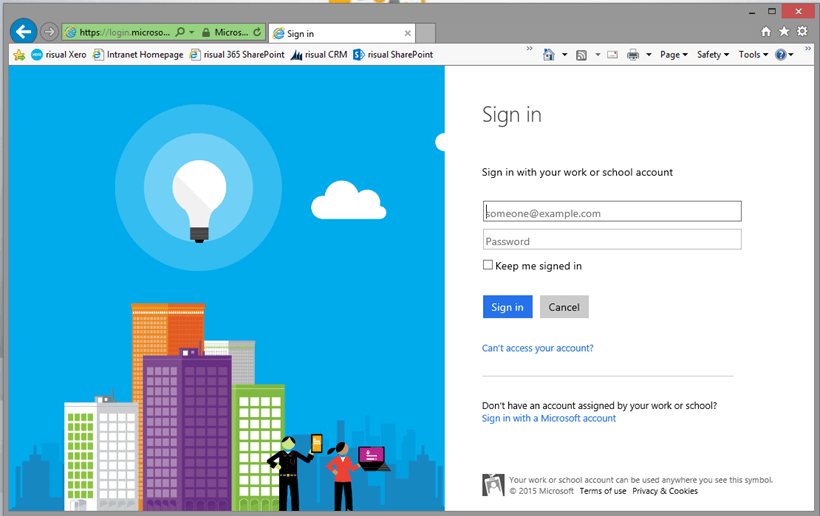 https://login.microso...
Micros...
Sign in
risual Xero
Intranet Homepage
risual 365 SharePoint
risual CRM
risual SharePoint
Page
Safety
Tools
Sign in
Sign in with your work or school account
someone@example.com
Password
Keep me signed in
Sign in
Cancel
Can't access your account?
Don't have an account assigned by your work or school?
Sign in with a Microsoft account
Your work or school account can be used anywhere you see this symbol.
© 2015 Microsoft Terms of use Privacy & Cookies